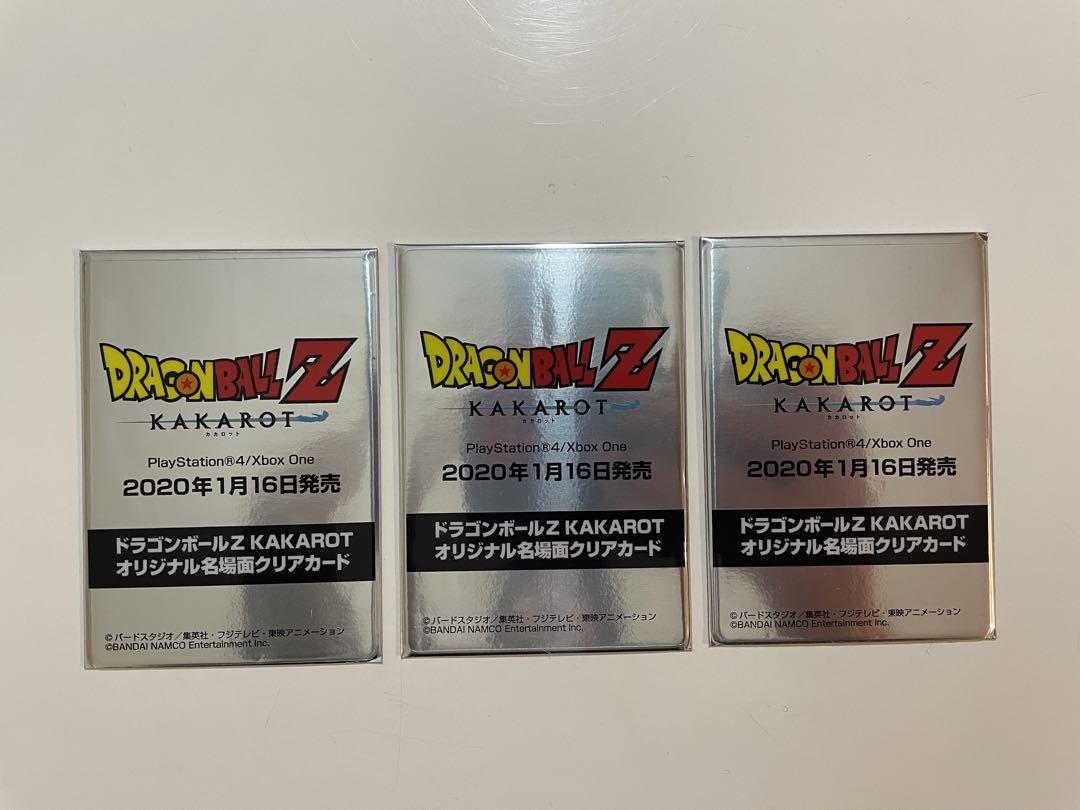 DRAGON BALL Z
KAKAROT
カカロット
PlayStation®4/Xbox One
2020年1月16日発売
ドラゴンボールZ KAKAROT
オリジナル名場面クリアカード
©バードスタジオ／集英社・フジテレビ・東映アニメーション
©BANDAI NAMCO Entertainment Inc.
DRAGON BALL Z
KAKAROT
カカロット
PlayStation®4/Xbox One
2020年1月16日発売
ドラゴンボールZ KAKAROT
オリジナル名場面クリアカード
©バードスタジオ／集英社・フジテレビ・東映アニメーション
©BANDAI NAMCO Entertainment Inc.
DRAGON BALL Z
KAKAROT
カカロット
PlayStation®4/Xbox One
2020年1月16日発売
ドラゴンボールZ KAKAROT
オリジナル名場面クリアカード
©バードスタジオ／集英社・フジテレビ・東映アニメーション
©BANDAI NAMCO Entertainment Inc.